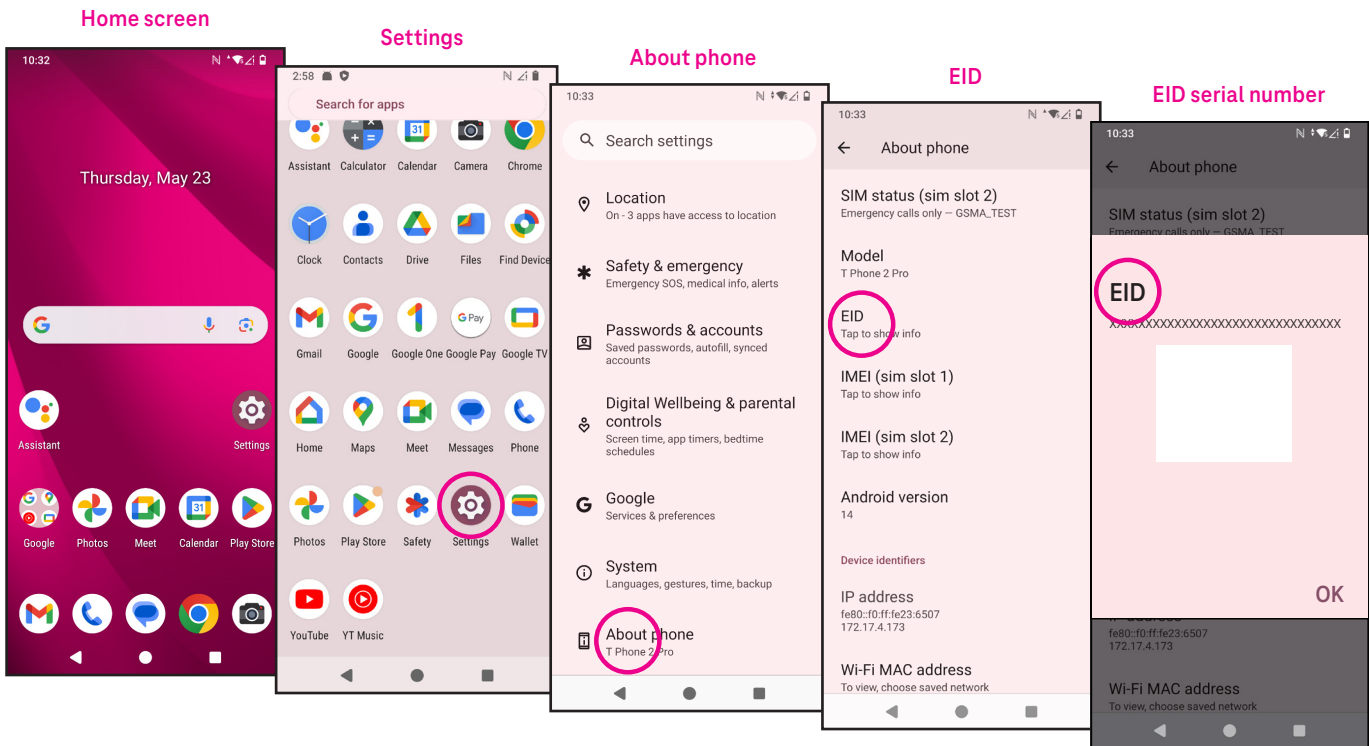 Home screen
10:32
Thursday, May 23
G
Assistant
Settings
31
Google Photos Meet Calendar Play Store
Settings
2:58
Search for apps
31
Assistant Calculator Calendar Camera Chrome
Clock Contacts Drive Files Find Device
G Pay
Gmail Google Google One Google Pay Google TV
Home Maps Meet Messages Phone
Photos Play Store Safety Settings Wallet
YouTube YT Music
About phone
10:33
Search settings
Location
On - 3 apps have access to location
Safety & emergency
Emergency SOS, medical info, alerts
Passwords & accounts
Saved passwords, autofill, synced
accounts
Digital Wellbeing & parental
controls
Screen time, app timers, bedtime
schedules
Google
Services & preferences
System
Languages, gestures, time, backup
About phone
T Phone 2 Pro
EID
10:33
About phone
SIM status (sim slot 2)
Emergency calls only — GSMA_TEST
Model
T Phone 2 Pro
EID
Tap to show info
IMEI (sim slot 1)
Tap to show info
IMEI (sim slot 2)
Tap to show info
Android version
14
Device identifiers
IP address
fe80::f0:ff:fe23:6507
172.17.4.173
Wi-Fi MAC address
To view, choose saved network
EID serial number
10:33
About phone
SIM status (sim slot 2)
Emergency calls only — GSMA_TEST
EID
XXXXXXXXXXXXXXXXXXXXXXXXXXXXXXXX
OK
IP address
fe80::f0:ff:fe23:6507
172.17.4.173
Wi-Fi MAC address
To view, choose saved network